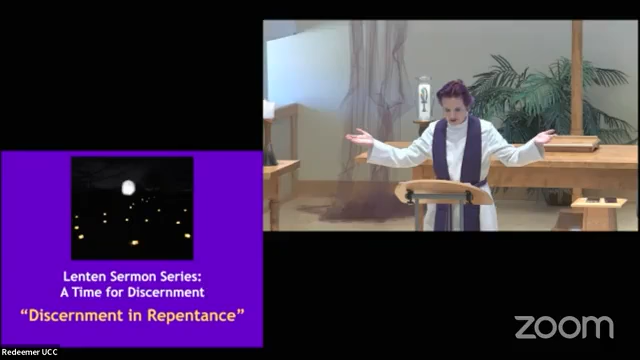 Lenten Sermon Series:
A Time for Discernment
“Discernment in Repentance”
Redeemer UCC
zoom